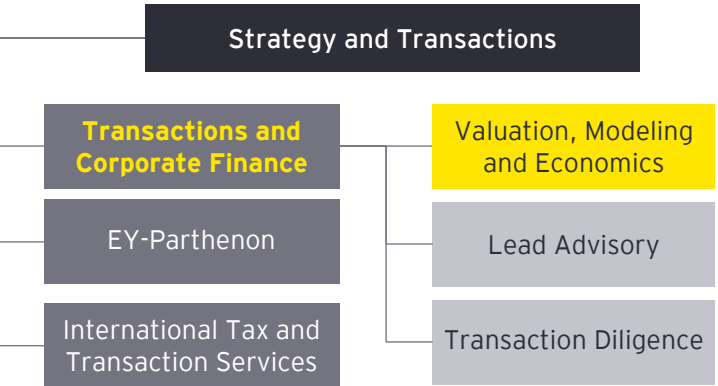 Strategy and Transactions
Transactions and
Corporate Finance
EY-Parthenon
International Tax and
Transaction Services
Valuation, Modeling
and Economics
Lead Advisory
Transaction Diligence